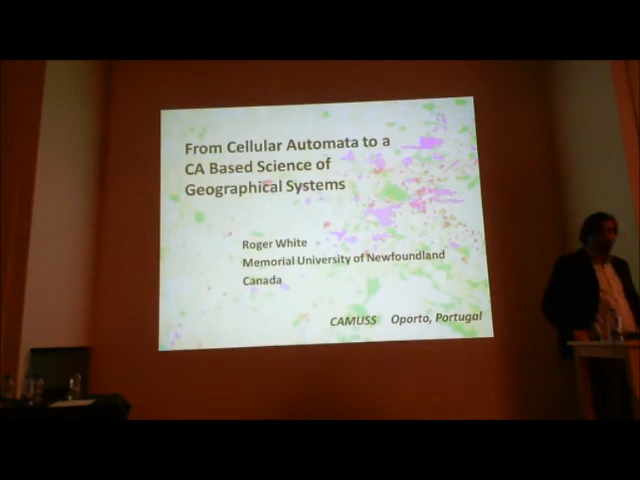 From Cellular Automata to a
CA Based Science of
Geographical Systems
Roger White
Memorial University of Newfoundland
Canada
CAMUSS Oporto, Portugal